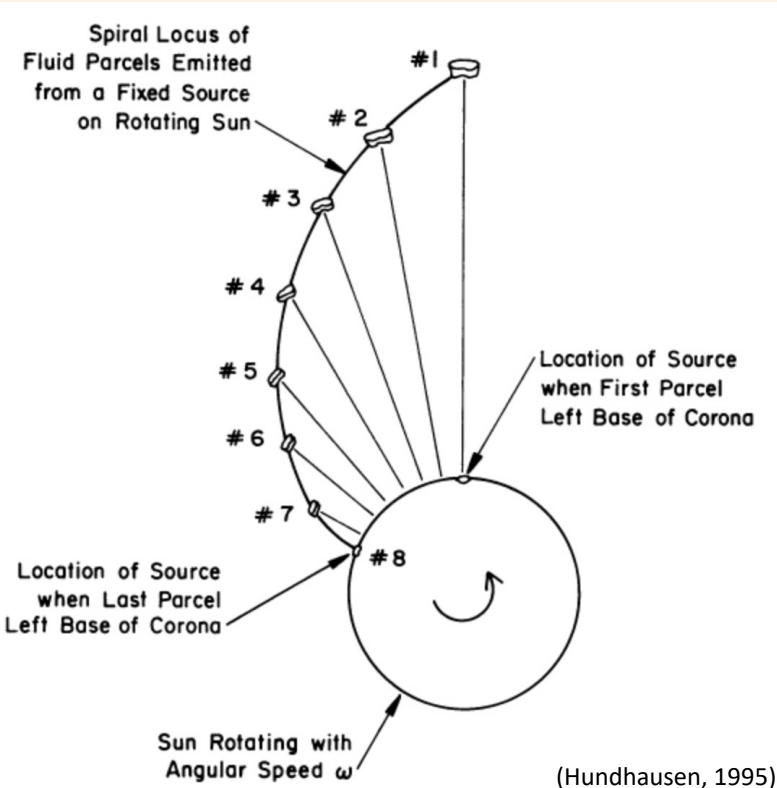 Spiral Locus of
Fluid Parcels Emitted
from a Fixed Source
on Rotating Sun
#1
# 2
# 3
# 4
# 5
# 6
# 7
# 8
Location of Source
when First Parcel
Left Base of Corona
Location of Source
when Last Parcel
Left Base of Corona
Sun Rotating with
Angular Speed ω
(Hundhausen, 1995)